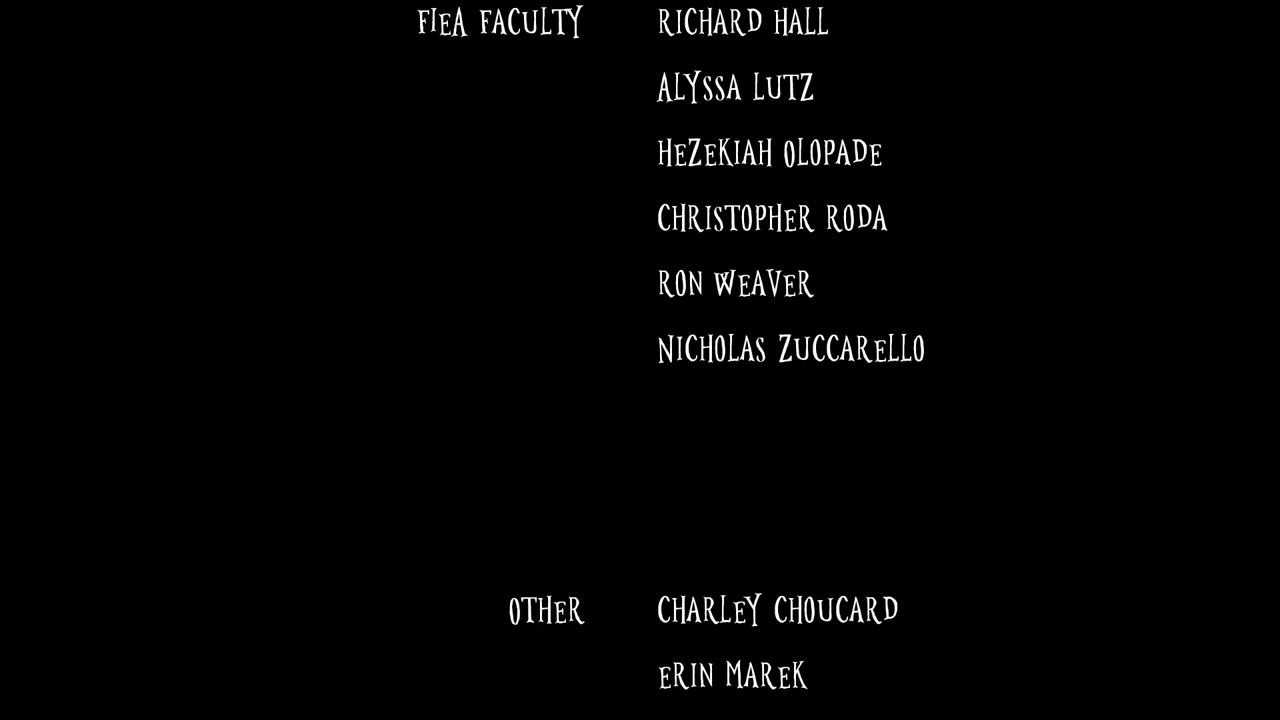 FIEA FACULTY RICHARD HALL
ALYSSA LUTZ
HEZEKIAH OLOPADE
CHRISTOPHER RODA
RON WEAVER
NICHOLAS ZUCCARELLO
OTHER CHARLEY CHOUCARD
ERIN MAREK